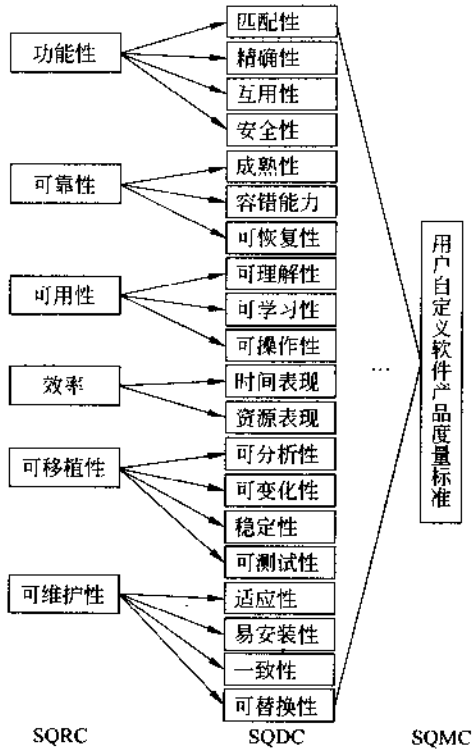 功能性
可靠性
可用性
效率
可移植性
可维护性
SQRC
匹配性
精确性
互用性
安全性
成熟性
容错能力
可恢复性
可理解性
可学习性
可操作性
时间表现
资源表现
可分析性
可变化性
稳定性
可测试性
适应性
易安装性
一致性
可替换性
SQDC
…
用户自定义软件产品度量标准
SQMC